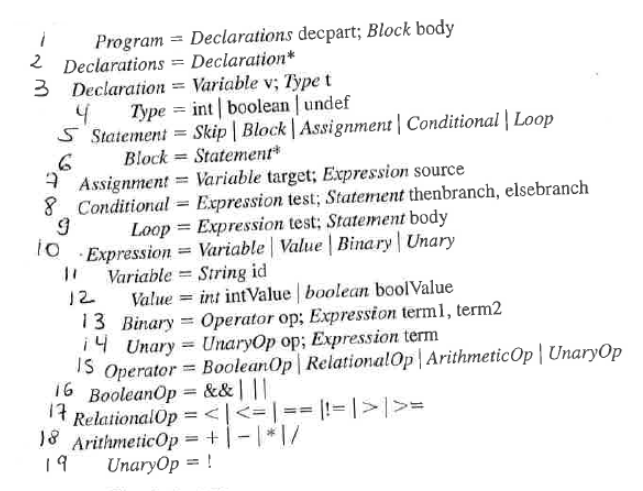 1 Program = Declarations decpart; Block body
2 Declarations = Declaration*
3 Declaration = Variable v; Type t
4 Type = int | boolean | undef
5 Statement = Skip | Block | Assignment | Conditional | Loop
6 Block = Statement*
7 Assignment = Variable target; Expression source
8 Conditional = Expression test; Statement thenbranch, elsebranch
9 Loop = Expression test; Statement body
10 Expression = Variable | Value | Binary | Unary
11 Variable = String id
12 Value = int intValue | boolean boolValue
13 Binary = Operator op; Expression term1, term2
14 Unary = UnaryOp op; Expression term
15 Operator = BooleanOp | RelationalOp | ArithmeticOp | UnaryOp
16 BooleanOp = && | ||
17 RelationalOp = < | <= | == | != | > | >=
18 ArithmeticOp = + | - | * | /
19 UnaryOp = !